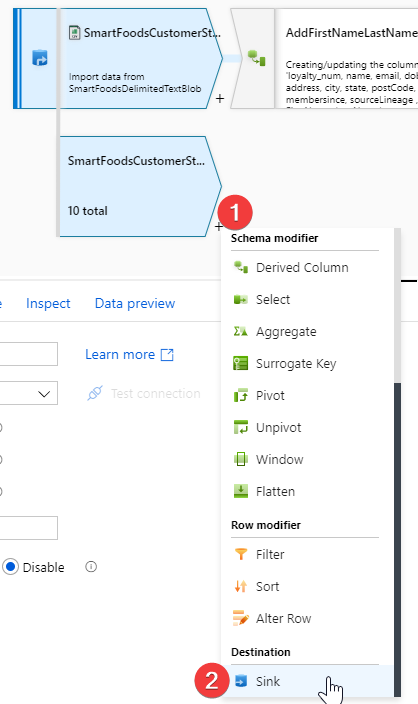 SmartFoodsCustomerSt...
Import data from
SmartFoodsDelimitedTextBlob
+
AddFirstNameLastName
Creating/updating the column
'loyalty_num, name, email, dob
address, city, state, postCode,
membersince, sourceLineage ,
SmartFoodsCustomerSt...
10 total
+
1
Schema modifier
Derived Column
Select
Aggregate
Surrogate Key
Pivot
Unpivot
Window
Flatten
Row modifier
Filter
Sort
Alter Row
Destination
2
Sink
Inspect
Data preview
Learn more
Test connection
Disable